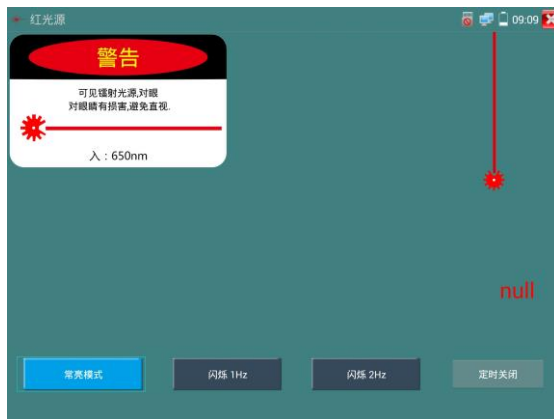 红光源
09:09
警告
可见镭射光源,对眼
对眼睛有损害,避免直视.
入：650nm
null
常亮模式
闪烁 1Hz
闪烁 2Hz
定时关闭